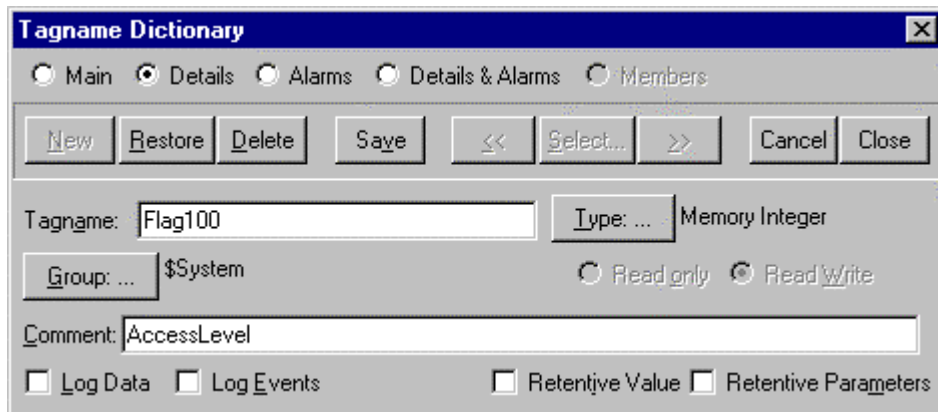 Tagname Dictionary
Main Details Alarms Details & Alarms Members
New Restore Delete Save << Select... >> Cancel Close
Tagname: Flag100 Type: ... Memory Integer
Group: ... $System Read only Read Write
Comment: AccessLevel
Log Data Log Events Retentive Value Retentive Parameters